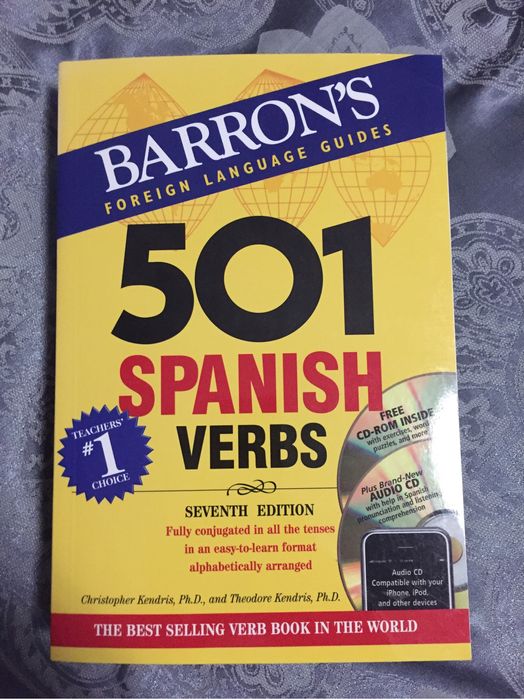 BARRON'S
FOREIGN LANGUAGE GUIDES
501
SPANISH
VERBS
TEACHERS'
#1
CHOICE
SEVENTH EDITION
Fully conjugated in all the tenses
in an easy-to-learn format
alphabetically arranged
FREE
CD-ROM INSIDE
with exercises, word
puzzles, and more
Plus Brand-New
AUDIO CD
with help in Spanish
pronunciation and listening
comprehension
Audio CD
Compatible with your
iPhone, iPod,
and other devices
Christopher Kendris, Ph.D., and Theodore Kendris, Ph.D.
THE BEST SELLING VERB BOOK IN THE WORLD